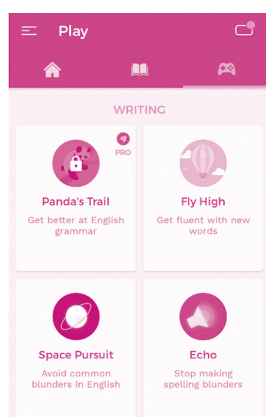 Play
WRITING
PRO
Panda's Trail
Get better at English
grammar
Fly High
Get fluent with new
words
Space Pursuit
Avoid common
blunders in English
Echo
Stop making
spelling blunders